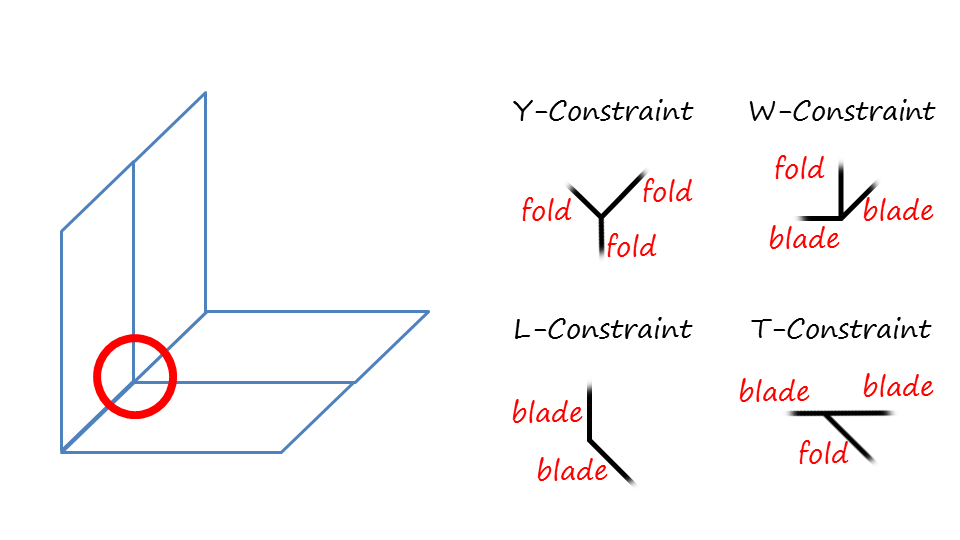 Y-Constraint
fold
fold
fold
W-Constraint
fold
blade
blade
L-Constraint
blade
blade
T-Constraint
blade
blade
fold